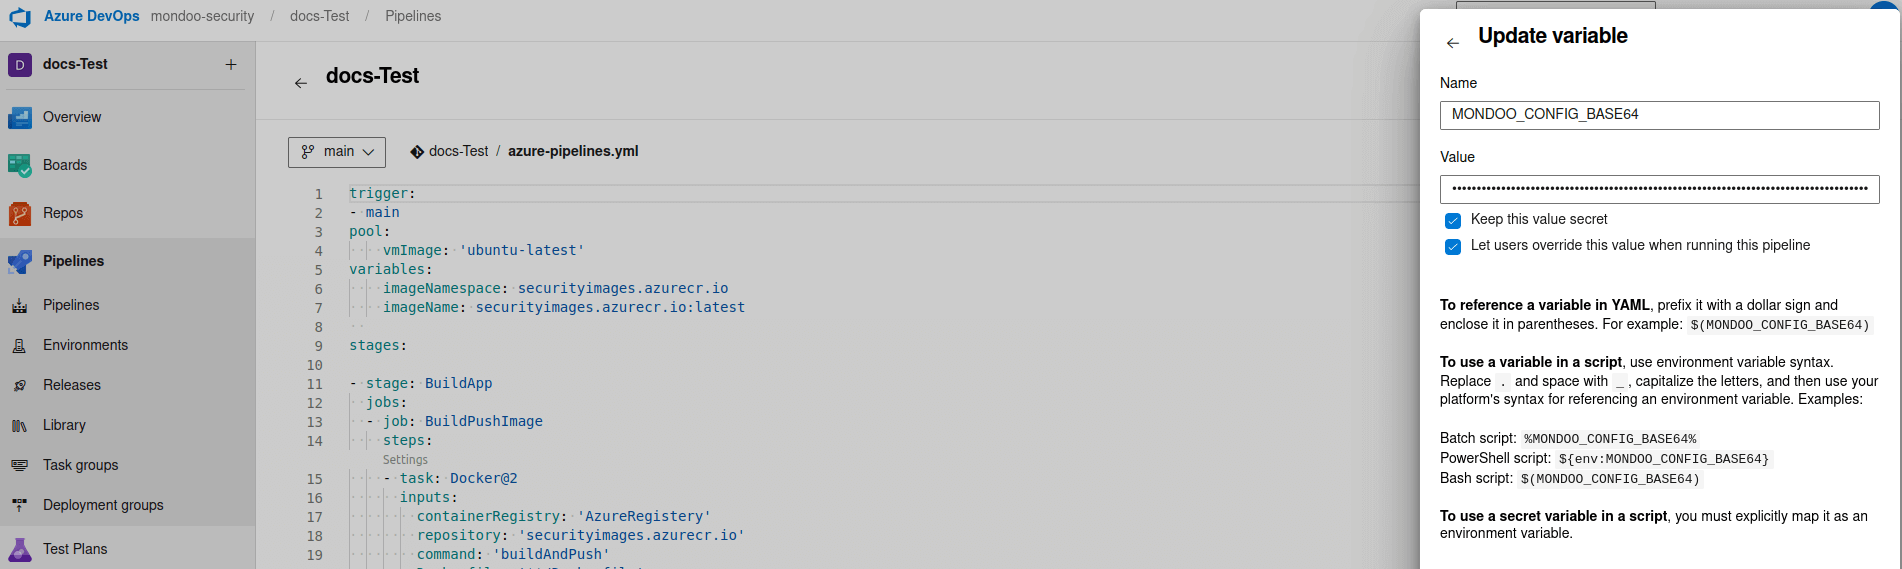 Azure DevOps mondoo-security / docs-Test / Pipelines
D docs-Test +
Overview
Boards
Repos
Pipelines
Pipelines
Environments
Releases
Library
Task groups
Deployment groups
Test Plans
← docs-Test
main docs-Test / azure-pipelines.yml
1 trigger:
2 - main
3 pool:
4 vmImage: 'ubuntu-latest'
5 variables:
6 imageNamespace: securityimages.azurecr.io
7 imageName: securityimages.azurecr.io:latest
8
9 stages:
10
11 - stage: BuildApp
12 jobs:
13 - job: BuildPushImage
14 steps:
Settings
15 - task: Docker@2
16 inputs:
17 containerRegistry: 'AzureRegistery'
18 repository: 'securityimages.azurecr.io'
19 command: 'buildAndPush'
← Update variable
Name
MONDOO_CONFIG_BASE64
Value
Keep this value secret
Let users override this value when running this pipeline
To reference a variable in YAML, prefix it with a dollar sign and
enclose it in parentheses. For example: $(MONDOO_CONFIG_BASE64)
To use a variable in a script, use environment variable syntax.
Replace . and space with _, capitalize the letters, and then use your
platform's syntax for referencing an environment variable. Examples:
Batch script: %MONDOO_CONFIG_BASE64%
PowerShell script: ${env:MONDOO_CONFIG_BASE64}
Bash script: $(MONDOO_CONFIG_BASE64)
To use a secret variable in a script, you must explicitly map it as an
environment variable.